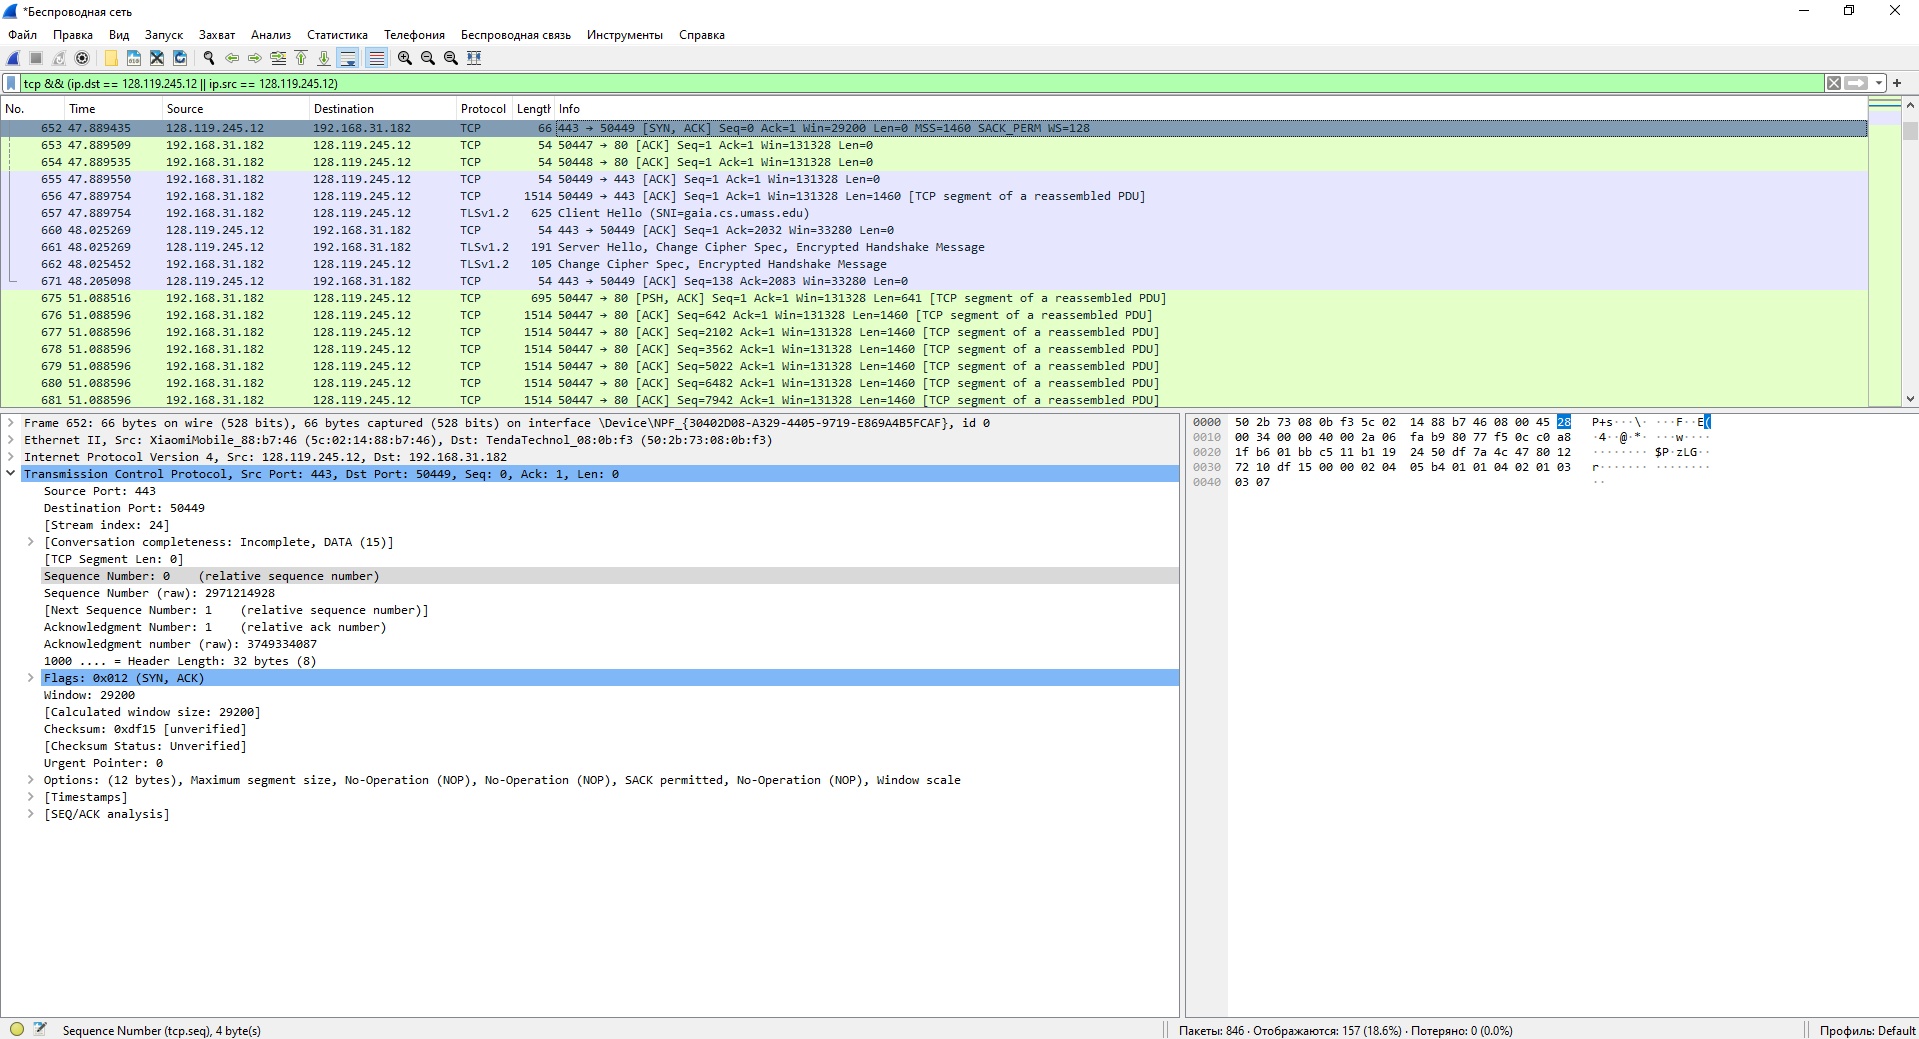 *Беспроводная сеть
Файл Правка Вид Запуск Захват Анализ Статистика Телефония Беспроводная связь Инструменты Справка
tcp && (ip.dst == 128.119.245.12 || ip.src == 128.119.245.12)
No. Time Source Destination Protocol Length Info
652 47.889435 128.119.245.12 192.168.31.182 TCP 66 443 → 50449 [SYN, ACK] Seq=0 Ack=1 Win=29200 Len=0 MSS=1460 SACK_PERM WS=128
653 47.889509 192.168.31.182 128.119.245.12 TCP 54 50447 → 80 [ACK] Seq=1 Ack=1 Win=131328 Len=0
654 47.889535 192.168.31.182 128.119.245.12 TCP 54 50448 → 80 [ACK] Seq=1 Ack=1 Win=131328 Len=0
655 47.889550 192.168.31.182 128.119.245.12 TCP 54 50449 → 443 [ACK] Seq=1 Ack=1 Win=131328 Len=0
656 47.889754 192.168.31.182 128.119.245.12 TCP 1514 50449 → 443 [ACK] Seq=1 Ack=1 Win=131328 Len=1460 [TCP segment of a reassembled PDU]
657 47.889754 192.168.31.182 128.119.245.12 TLSv1.2 625 Client Hello (SNI=gaia.cs.umass.edu)
660 48.025269 128.119.245.12 192.168.31.182 TCP 54 443 → 50449 [ACK] Seq=1 Ack=2032 Win=33280 Len=0
661 48.025269 128.119.245.12 192.168.31.182 TLSv1.2 191 Server Hello, Change Cipher Spec, Encrypted Handshake Message
662 48.025452 192.168.31.182 128.119.245.12 TLSv1.2 105 Change Cipher Spec, Encrypted Handshake Message
671 48.205098 128.119.245.12 192.168.31.182 TCP 54 443 → 50449 [ACK] Seq=138 Ack=2083 Win=33280 Len=0
675 51.088516 192.168.31.182 128.119.245.12 TCP 695 50447 → 80 [PSH, ACK] Seq=1 Ack=1 Win=131328 Len=641 [TCP segment of a reassembled PDU]
676 51.088596 192.168.31.182 128.119.245.12 TCP 1514 50447 → 80 [ACK] Seq=642 Ack=1 Win=131328 Len=1460 [TCP segment of a reassembled PDU]
677 51.088596 192.168.31.182 128.119.245.12 TCP 1514 50447 → 80 [ACK] Seq=2102 Ack=1 Win=131328 Len=1460 [TCP segment of a reassembled PDU]
678 51.088596 192.168.31.182 128.119.245.12 TCP 1514 50447 → 80 [ACK] Seq=3562 Ack=1 Win=131328 Len=1460 [TCP segment of a reassembled PDU]
679 51.088596 192.168.31.182 128.119.245.12 TCP 1514 50447 → 80 [ACK] Seq=5022 Ack=1 Win=131328 Len=1460 [TCP segment of a reassembled PDU]
680 51.088596 192.168.31.182 128.119.245.12 TCP 1514 50447 → 80 [ACK] Seq=6482 Ack=1 Win=131328 Len=1460 [TCP segment of a reassembled PDU]
681 51.088596 192.168.31.182 128.119.245.12 TCP 1514 50447 → 80 [ACK] Seq=7942 Ack=1 Win=131328 Len=1460 [TCP segment of a reassembled PDU]
Frame 652: 66 bytes on wire (528 bits), 66 bytes captured (528 bits) on interface \Device\NPF_{30402D08-A329-4405-9719-E869A4B5FCAF}, id 0
Ethernet II, Src: XiaomiMobile_88:b7:46 (5c:02:14:88:b7:46), Dst: TendaTechnol_08:0b:f3 (50:2b:73:08:0b:f3)
Internet Protocol Version 4, Src: 128.119.245.12, Dst: 192.168.31.182
Transmission Control Protocol, Src Port: 443, Dst Port: 50449, Seq: 0, Ack: 1, Len: 0
Source Port: 443
Destination Port: 50449
[Stream index: 24]
[Conversation completeness: Incomplete, DATA (15)]
[TCP Segment Len: 0]
Sequence Number: 0 (relative sequence number)
Sequence Number (raw): 2971214928
[Next Sequence Number: 1 (relative sequence number)]
Acknowledgment Number: 1 (relative ack number)
Acknowledgment number (raw): 3749334087
1000 .... = Header Length: 32 bytes (8)
Flags: 0x012 (SYN, ACK)
Window: 29200
[Calculated window size: 29200]
Checksum: 0xdf15 [unverified]
[Checksum Status: Unverified]
Urgent Pointer: 0
Options: (12 bytes), Maximum segment size, No-Operation (NOP), No-Operation (NOP), SACK permitted, No-Operation (NOP), Window scale
[Timestamps]
[SEQ/ACK analysis]
0000 50 2b 73 08 0b f3 5c 02 14 88 b7 46 08 00 45 28 P+s···\· ···F··E(
0010 00 34 00 00 40 00 2a 06 fa b9 80 77 f5 0c c0 a8 ·4··@·*· ···w····
0020 1f b6 01 bb c5 11 b1 19 24 50 df 7a 4c 47 80 12 ········ $P·zLG··
0030 72 10 df 15 00 00 02 04 05 b4 01 01 04 02 01 03 r······· ········
0040 03 07 ··
Sequence Number (tcp.seq), 4 byte(s)
Пакеты: 846 · Отображаются: 157 (18.6%) · Потеряно: 0 (0.0%)
Профиль: Default